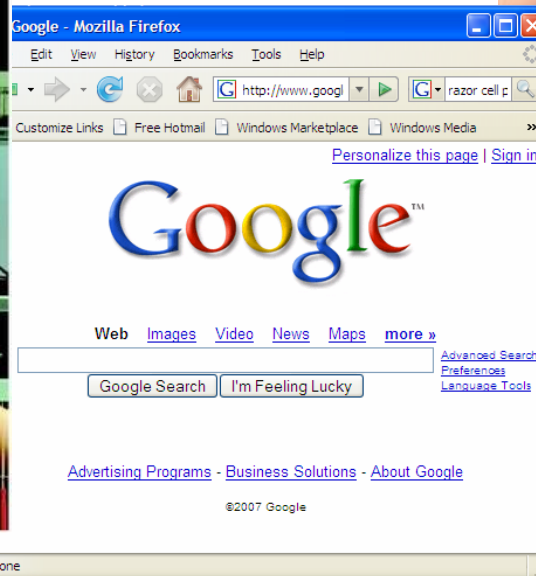 Google - Mozilla Firefox
Edit View History Bookmarks Tools Help
G http://www.googl G razor cell p
Customize Links Free Hotmail Windows Marketplace Windows Media »
Personalize this page | Sign in
Google™
Web Images Video News Maps more »
Advanced Search
Preferences
Language Tools
Google Search I'm Feeling Lucky
Advertising Programs - Business Solutions - About Google
©2007 Google
one